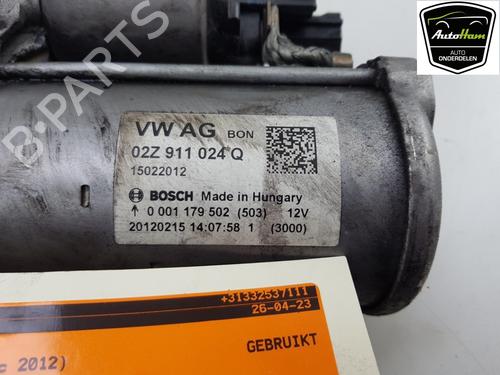 AutoHam
AUTO
ONDERDELEN
B-PARTS
VW AG BON
02Z 911 024 Q
15022012
BOSCH Made in Hungary
0 001 179 502 (503) 12V
20120215 14:07:58 1 (3000)
+31332537111
26-04-23
GEBRUIKT
c 2012)